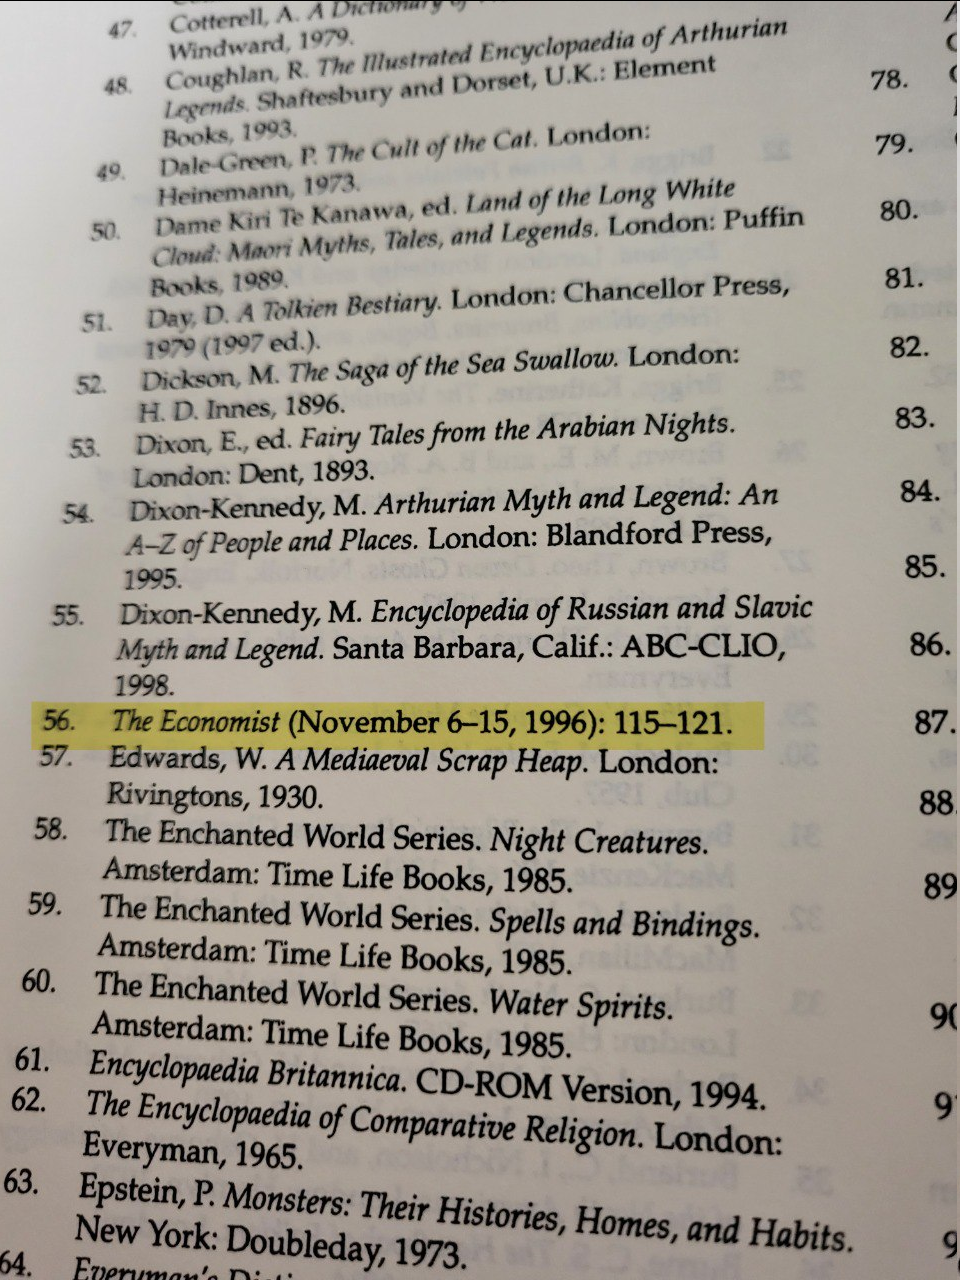 47. Cotterell, A. A Dictionary of
Windward, 1979.
48. Coughlan, R. The Illustrated Encyclopaedia of Arthurian
Legends. Shaftesbury and Dorset, U.K.: Element
Books, 1993.
49. Dale-Green, P. The Cult of the Cat. London:
Heinemann, 1973.
50. Dame Kiri Te Kanawa, ed. Land of the Long White
Cloud: Maori Myths, Tales, and Legends. London: Puffin
Books, 1989.
51. Day, D. A Tolkien Bestiary. London: Chancellor Press,
1979 (1997 ed.).
52. Dickson, M. The Saga of the Sea Swallow. London:
H. D. Innes, 1896.
53. Dixon, E., ed. Fairy Tales from the Arabian Nights.
London: Dent, 1893.
54. Dixon-Kennedy, M. Arthurian Myth and Legend: An
A–Z of People and Places. London: Blandford Press,
1995.
55. Dixon-Kennedy, M. Encyclopedia of Russian and Slavic
Myth and Legend. Santa Barbara, Calif.: ABC-CLIO,
1998.
56. The Economist (November 6–15, 1996): 115–121.
57. Edwards, W. A Mediaeval Scrap Heap. London:
Rivingtons, 1930.
58. The Enchanted World Series. Night Creatures.
Amsterdam: Time Life Books, 1985.
59. The Enchanted World Series. Spells and Bindings.
Amsterdam: Time Life Books, 1985.
60. The Enchanted World Series. Water Spirits.
Amsterdam: Time Life Books, 1985.
61. Encyclopaedia Britannica. CD-ROM Version, 1994.
62. The Encyclopaedia of Comparative Religion. London:
Everyman, 1965.
63. Epstein, P. Monsters: Their Histories, Homes, and Habits.
New York: Doubleday, 1973.
64. Everyman's
78.
79.
80.
81.
82.
83.
84.
85.
86.
87.
88.
89